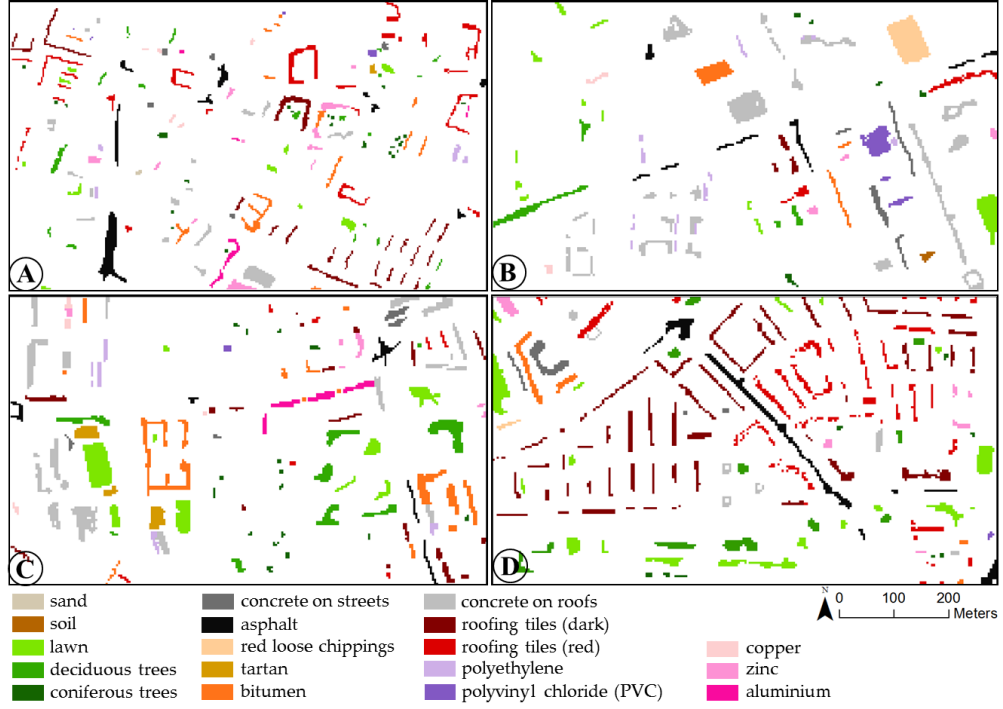 A
B
C
D
N
0 100 200
Meters
sand
soil
lawn
deciduous trees
coniferous trees
concrete on streets
asphalt
red loose chippings
tartan
bitumen
concrete on roofs
roofing tiles (dark)
roofing tiles (red)
polyethylene
polyvinyl chloride (PVC)
copper
zinc
aluminium